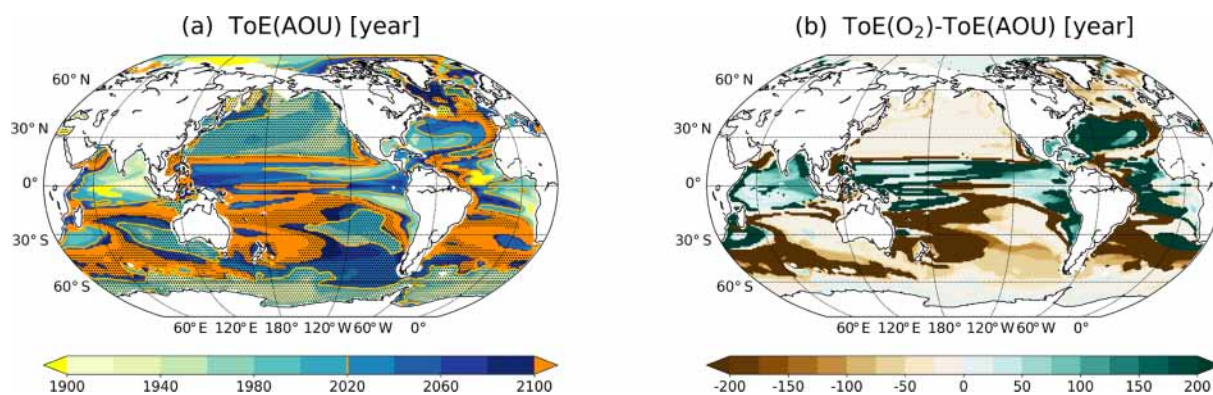 (a) ToE(AOU) [year]
(b) ToE(O₂)-ToE(AOU) [year]
60°N
30°N
0°
30°S
60°S
60°E 120°E 180° 120°W 60°W 0°
1900 1940 1980 2020 2060 2100
60°N
30°N
0°
30°S
60°S
60°E 120°E 180° 120°W 60°W 0°
-200 -150 -100 -50 0 50 100 150 200